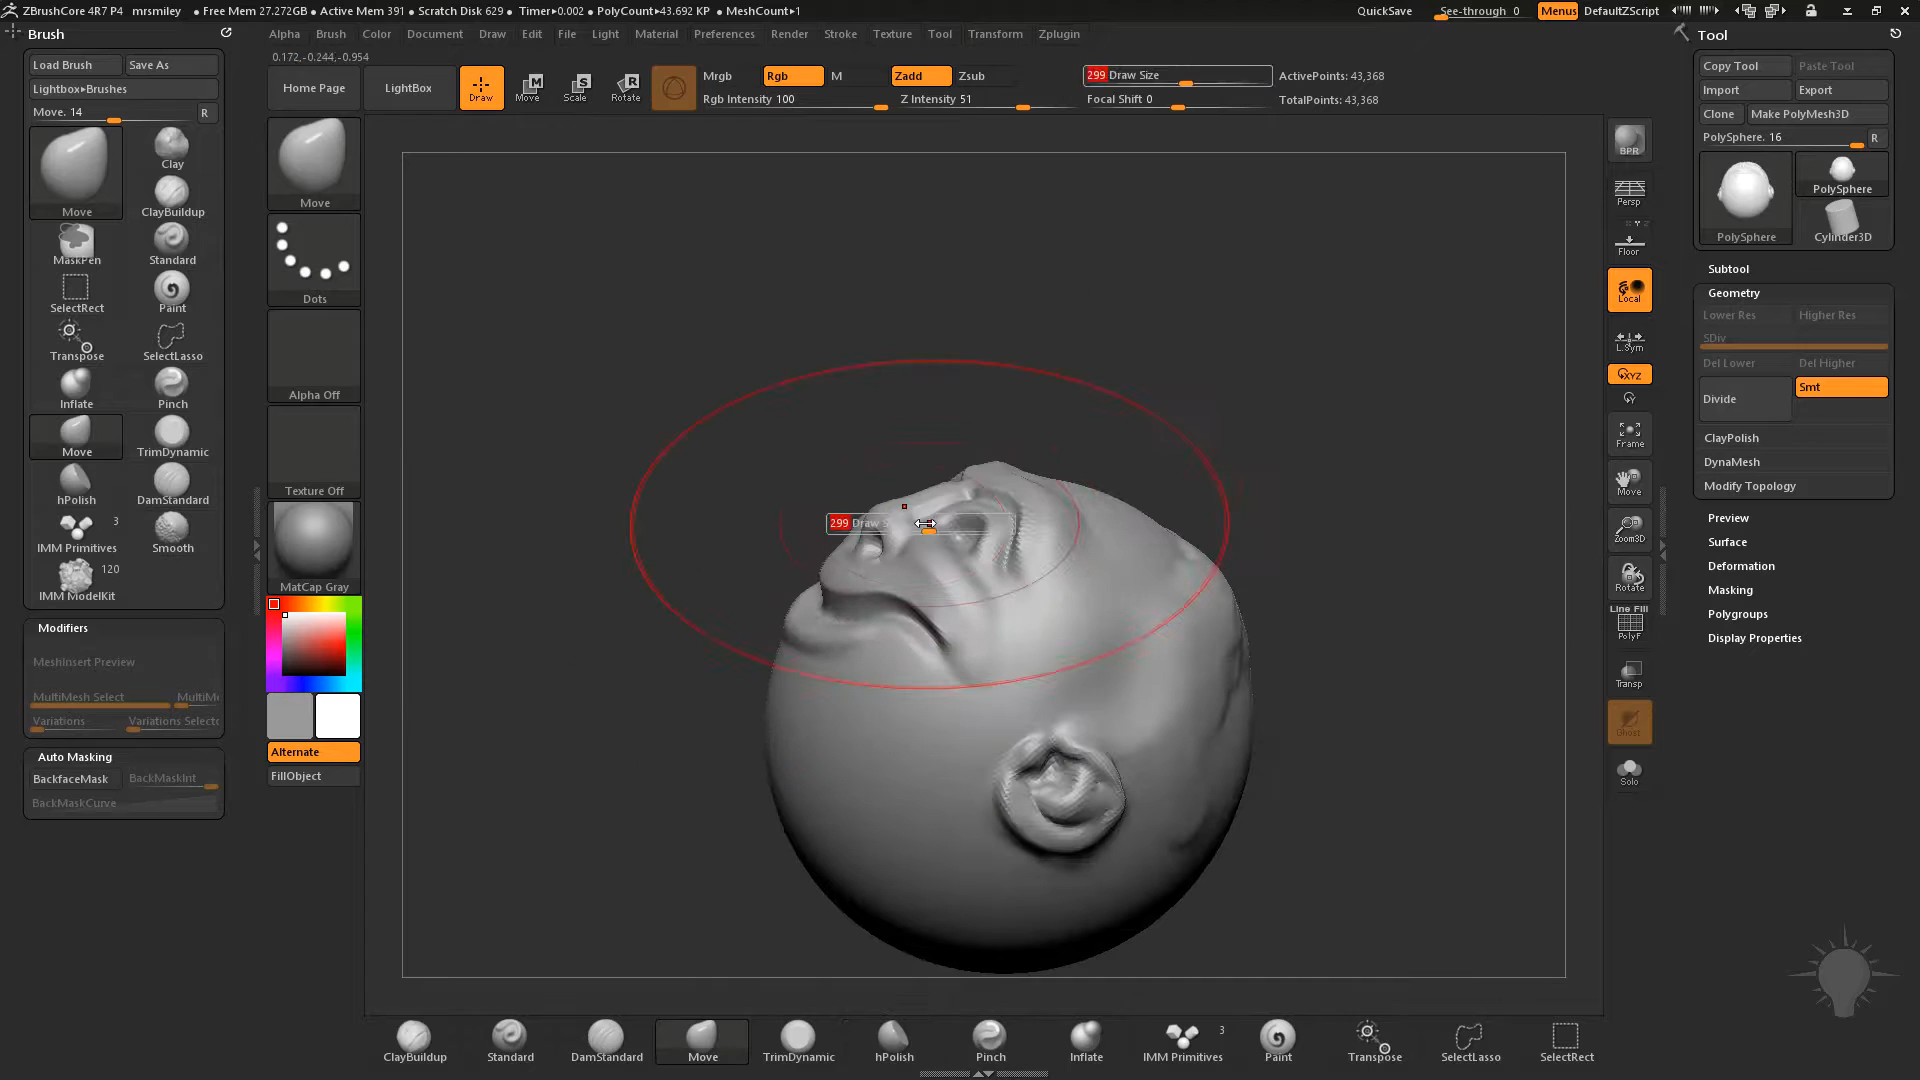 ZBrushCore 4R7 P4 mrsmiley ● Free Mem 27.272GB ● Active Mem 391 ● Scratch Disk 629 ● Timer▸0.002 ● PolyCount▸43.692 KP ● MeshCount▸1 QuickSave See-through 0 Menus DefaultZScript
Brush
Alpha Brush Color Document Draw Edit File Light Material Preferences Render Stroke Texture Tool Transform Zplugin
Tool
0.172,-0.244,-0.954
Load Brush Save As
Lightbox▸Brushes
Move. 14 R
Move
Clay
ClayBuildup
MaskPen
Standard
SelectRect
Paint
Transpose
SelectLasso
Inflate
Pinch
Move
TrimDynamic
hPolish
DamStandard
IMM Primitives 3
Smooth
IMM ModelKit 120
Modifiers
MeshInsert Preview
MultiMesh Select
Variations
Auto Masking
BackfaceMask BackMaskInt
BackMaskCurve
Home Page
LightBox
Draw
M
Move
S
Scale
R
Rotate
Mrgb Rgb M Zadd Zsub
Rgb Intensity 100 Z Intensity 51
299 Draw Size
Focal Shift 0
ActivePoints: 43,368
TotalPoints: 43,368
Move
Dots
Alpha Off
Texture Off
MatCap Gray
Alternate
FillObject
299 Draw S
BPR
Persp
Floor
Local
L.Sym
XYZ
Y
Frame
Move
Zoom3D
Rotate
Line Fill
PolyF
Transp
Ghost
Solo
Copy Tool Paste Tool
Import Export
Clone Make PolyMesh3D
PolySphere. 16 R
PolySphere
PolySphere
Cylinder3D
Subtool
Geometry
Lower Res Higher Res
SDiv
Del Lower Del Higher
Divide
Smt
ClayPolish
DynaMesh
Modify Topology
Preview
Surface
Deformation
Masking
Polygroups
Display Properties
ClayBuildup Standard DamStandard Move TrimDynamic hPolish Pinch Inflate IMM Primitives 3 Paint Transpose SelectLasso SelectRect